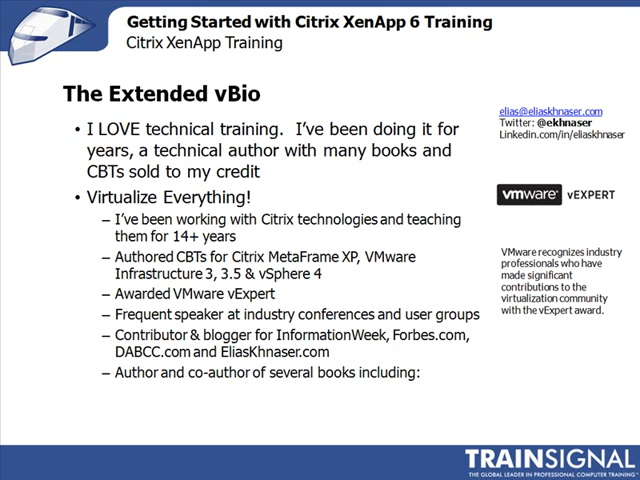 Getting Started with Citrix XenApp 6 Training
Citrix XenApp Training
The Extended vBio
• I LOVE technical training.  I've been doing it for
years, a technical author with many books and
CBTs sold to my credit
• Virtualize Everything!
– I've been working with Citrix technologies and teaching
them for 14+ years
– Authored CBTs for Citrix MetaFrame XP, VMware
Infrastructure 3, 3.5 & vSphere 4
– Awarded VMware vExpert
– Frequent speaker at industry conferences and user groups
– Contributor & blogger for InformationWeek, Forbes.com,
DABCC.com and EliasKhnaser.com
– Author and co-author of several books including:
elias@eliaskhnaser.com
Twitter: @ekhnaser
Linkedin.com/in/eliaskhnaser
vmware vEXPERT
VMware recognizes industry
professionals who have
made significant
contributions to the
virtualization community
with the vExpert award.
TRAINSIGNAL
THE GLOBAL LEADER IN PROFESSIONAL COMPUTER TRAINING